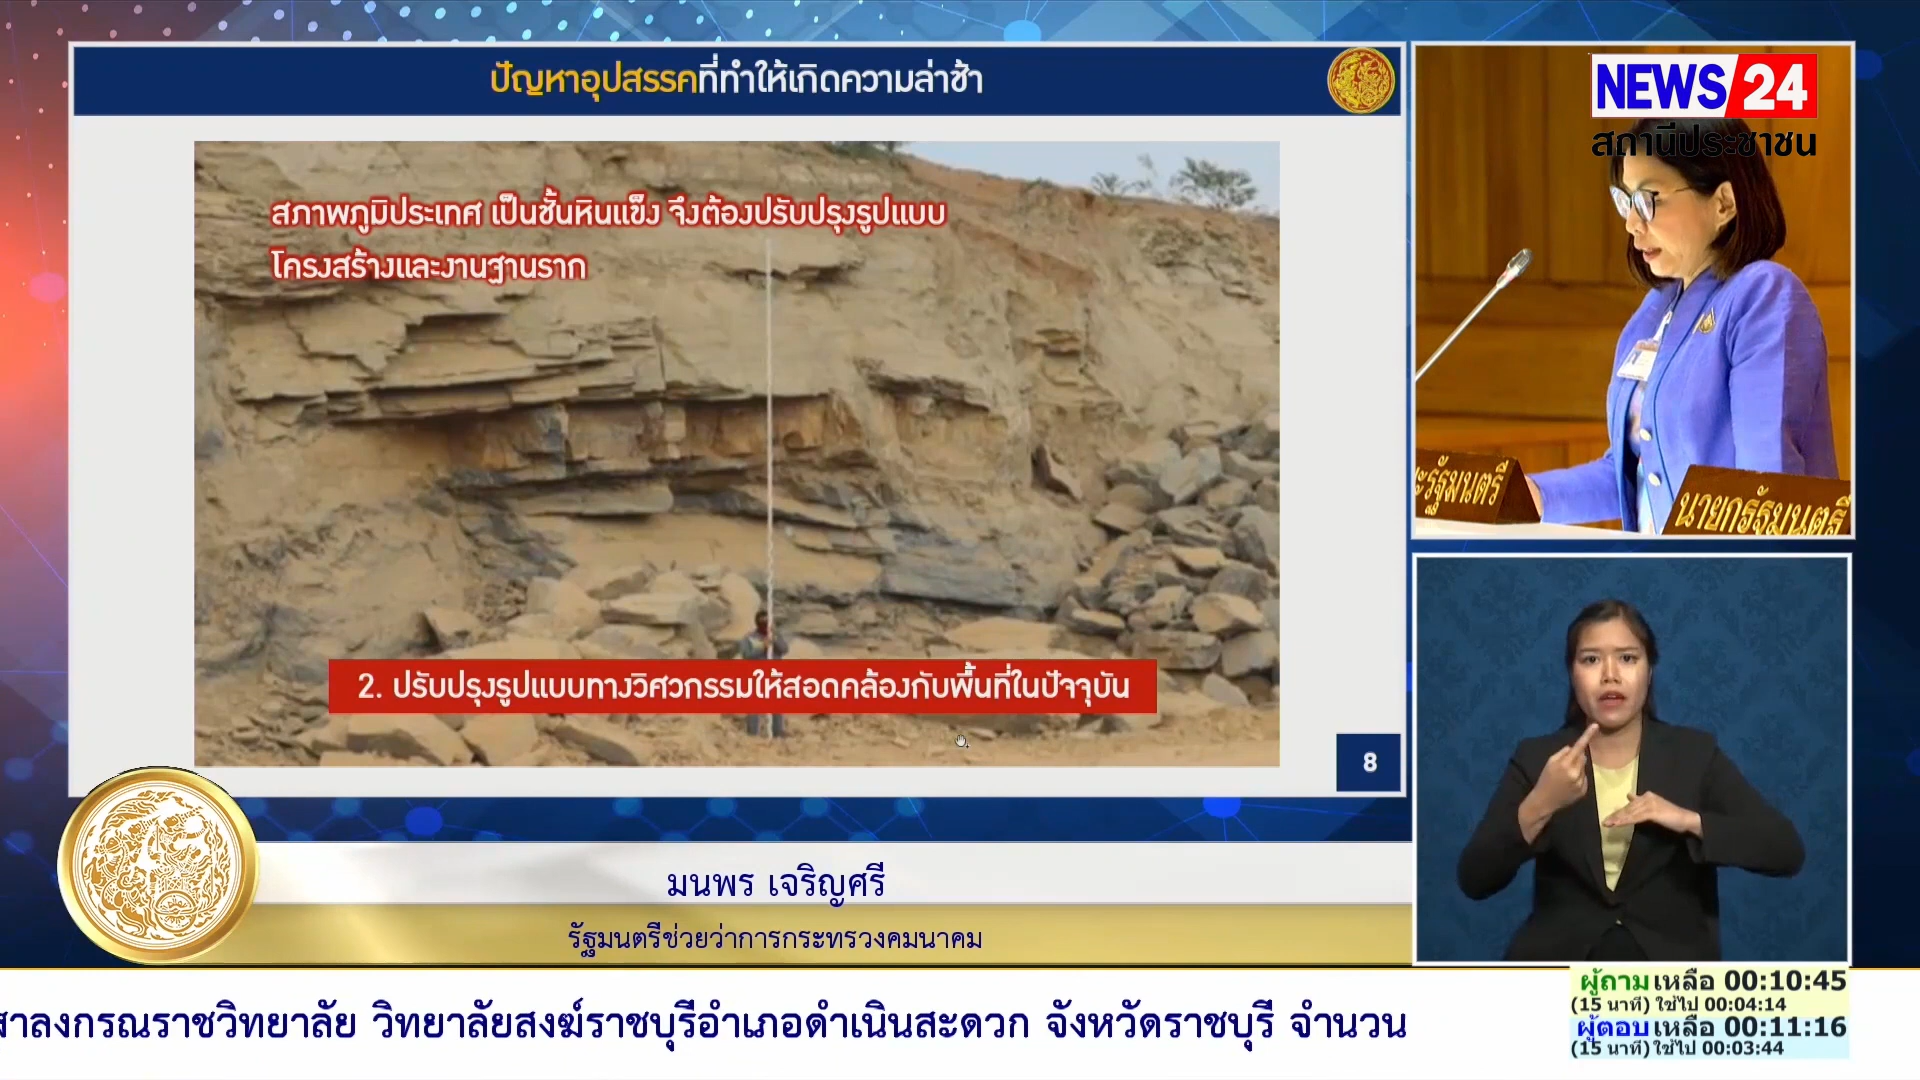 ปัญหาอุปสรรคที่ทำให้เกิดความล่าช้า
NEWS 24
สถานีประชาชน
สภาพภูมิประเทศ เป็นชั้นหินแข็ง จึงต้องปรับปรุงรูปแบบ
โครงสร้างและงานฐานราก
2. ปรับปรุงรูปแบบทางวิศวกรรมให้สอดคล้องกับพื้นที่ในปัจจุบัน
8
ะรัฐมนตรี
นายกรัฐมนตรี
มนพร เจริญศรี
รัฐมนตรีช่วยว่าการกระทรวงคมนาคม
สาลงกรณราชวิทยาลัย วิทยาลัยสงฆ์ราชบุรีอำเภอดำเนินสะดวก จังหวัดราชบุรี จำนวน
ผู้ถามเหลือ 00:10:45
(15 นาที) ใช้ไป 00:04:14
ผู้ตอบเหลือ 00:11:16
(15 นาที) ใช้ไป 00:03:44